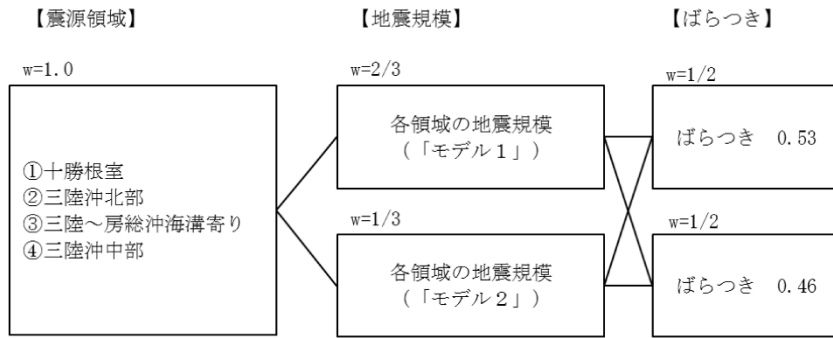 【震源領域】
【地震規模】
【ばらつき】
w=1.0
①十勝根室
②三陸沖北部
③三陸～房総沖海溝寄り
④三陸沖中部
w=2/3
各領域の地震規模
（「モデル１」）
w=1/3
各領域の地震規模
（「モデル２」）
w=1/2
ばらつき　0.53
w=1/2
ばらつき　0.46